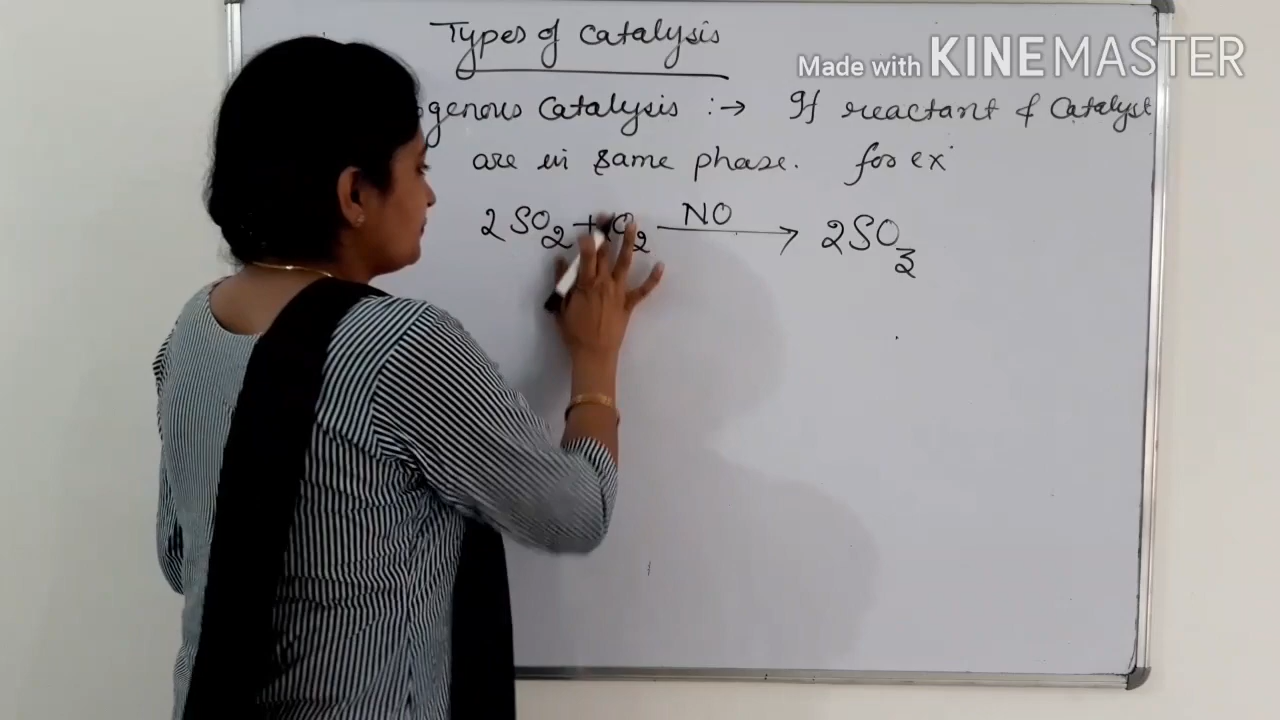 Types of Catalysis
Made with KINEMASTER
genous Catalysis :→ If reactant & Catalyst
are in same phase. for ex
2SO₂ + O₂ NO → 2SO₃